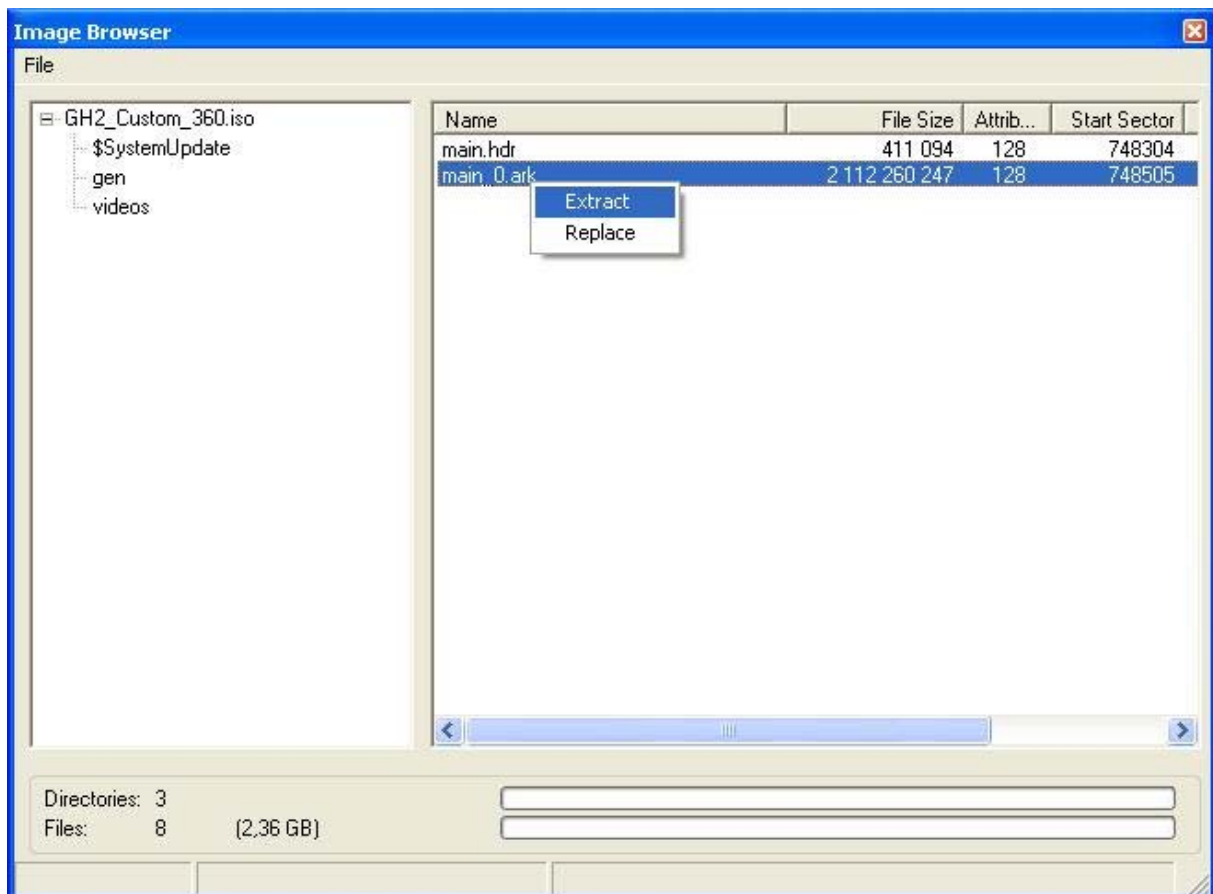 Image Browser
File
GH2_Custom_360.iso
$SystemUpdate
gen
videos
Name File Size Attrib... Start Sector
main.hdr 411 094 128 748304
main_0.ark 2 112 260 247 128 748505
Extract
Replace
Directories: 3
Files: 8 (2,36 GB)